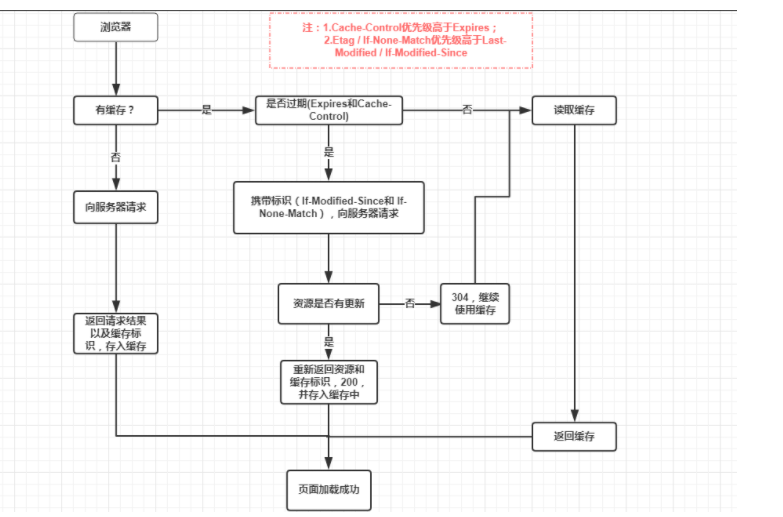 浏览器
注：1.Cache-Control优先级高于Expires；
2.Etag / If-None-Match优先级高于Last-
Modified / If-Modified-Since
有缓存？
是
是否过期(Expires和Cache-
Control)
否
读取缓存
否
是
向服务器请求
携带标识（If-Modified-Since和 If-
None-Match），向服务器请求
资源是否有更新
否
304，继续
使用缓存
返回请求结果
以及缓存标
识，存入缓存
是
重新返回资源和
缓存标识，200，
并存入缓存中
返回缓存
页面加载成功